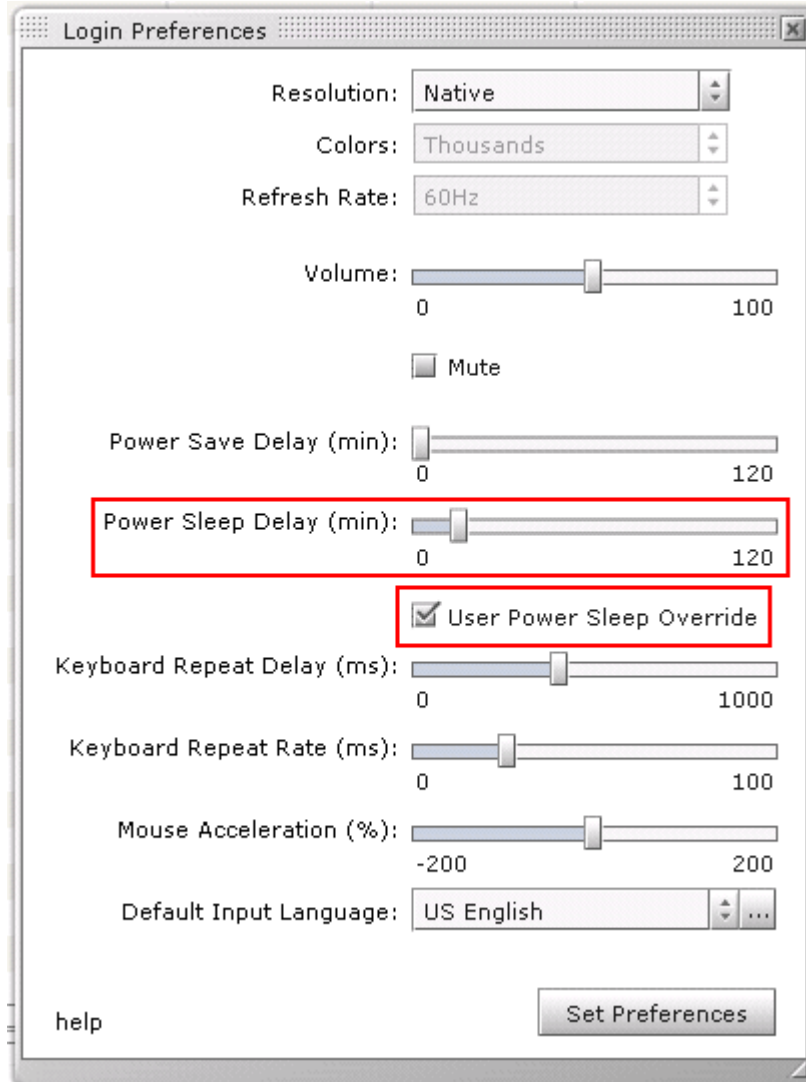 Login Preferences
Resolution: Native
Colors: Thousands
Refresh Rate: 60Hz
Volume:
0 100
Mute
Power Save Delay (min):
0 120
Power Sleep Delay (min):
0 120
User Power Sleep Override
Keyboard Repeat Delay (ms):
0 1000
Keyboard Repeat Rate (ms):
0 100
Mouse Acceleration (%):
-200 200
Default Input Language: US English ...
help Set Preferences